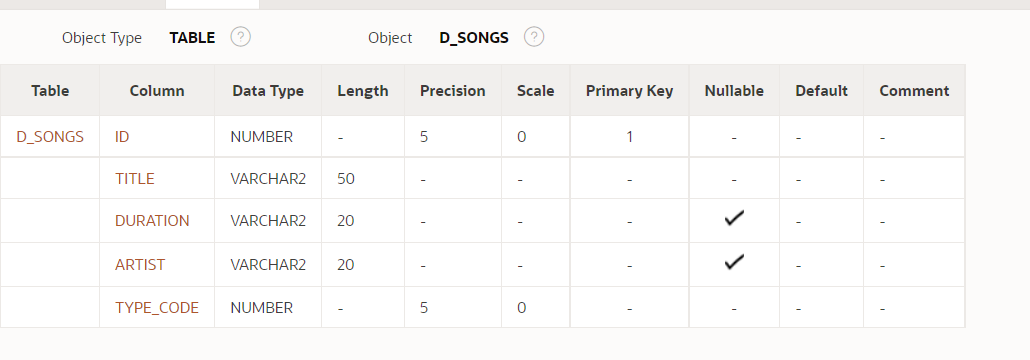 Object Type TABLE ? Object D_SONGS ?
Table Column Data Type Length Precision Scale Primary Key Nullable Default Comment
D_SONGS ID NUMBER - 5 0 1 - - -
TITLE VARCHAR2 50 - - - - - -
DURATION VARCHAR2 20 - - - ✓ - -
ARTIST VARCHAR2 20 - - - ✓ - -
TYPE_CODE NUMBER - 5 0 - - - -